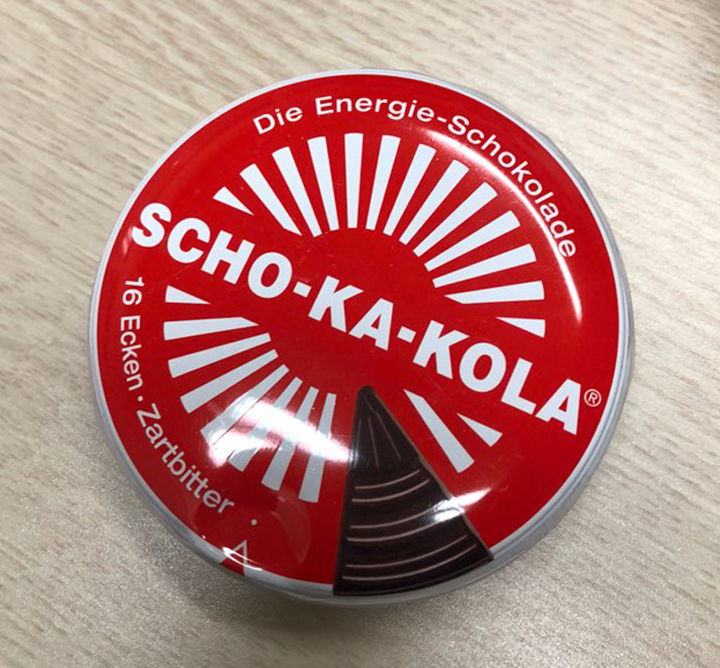 Die Energie-Schokolade
SCHO-KA-KOLA®
16 Ecken · Zartbitter